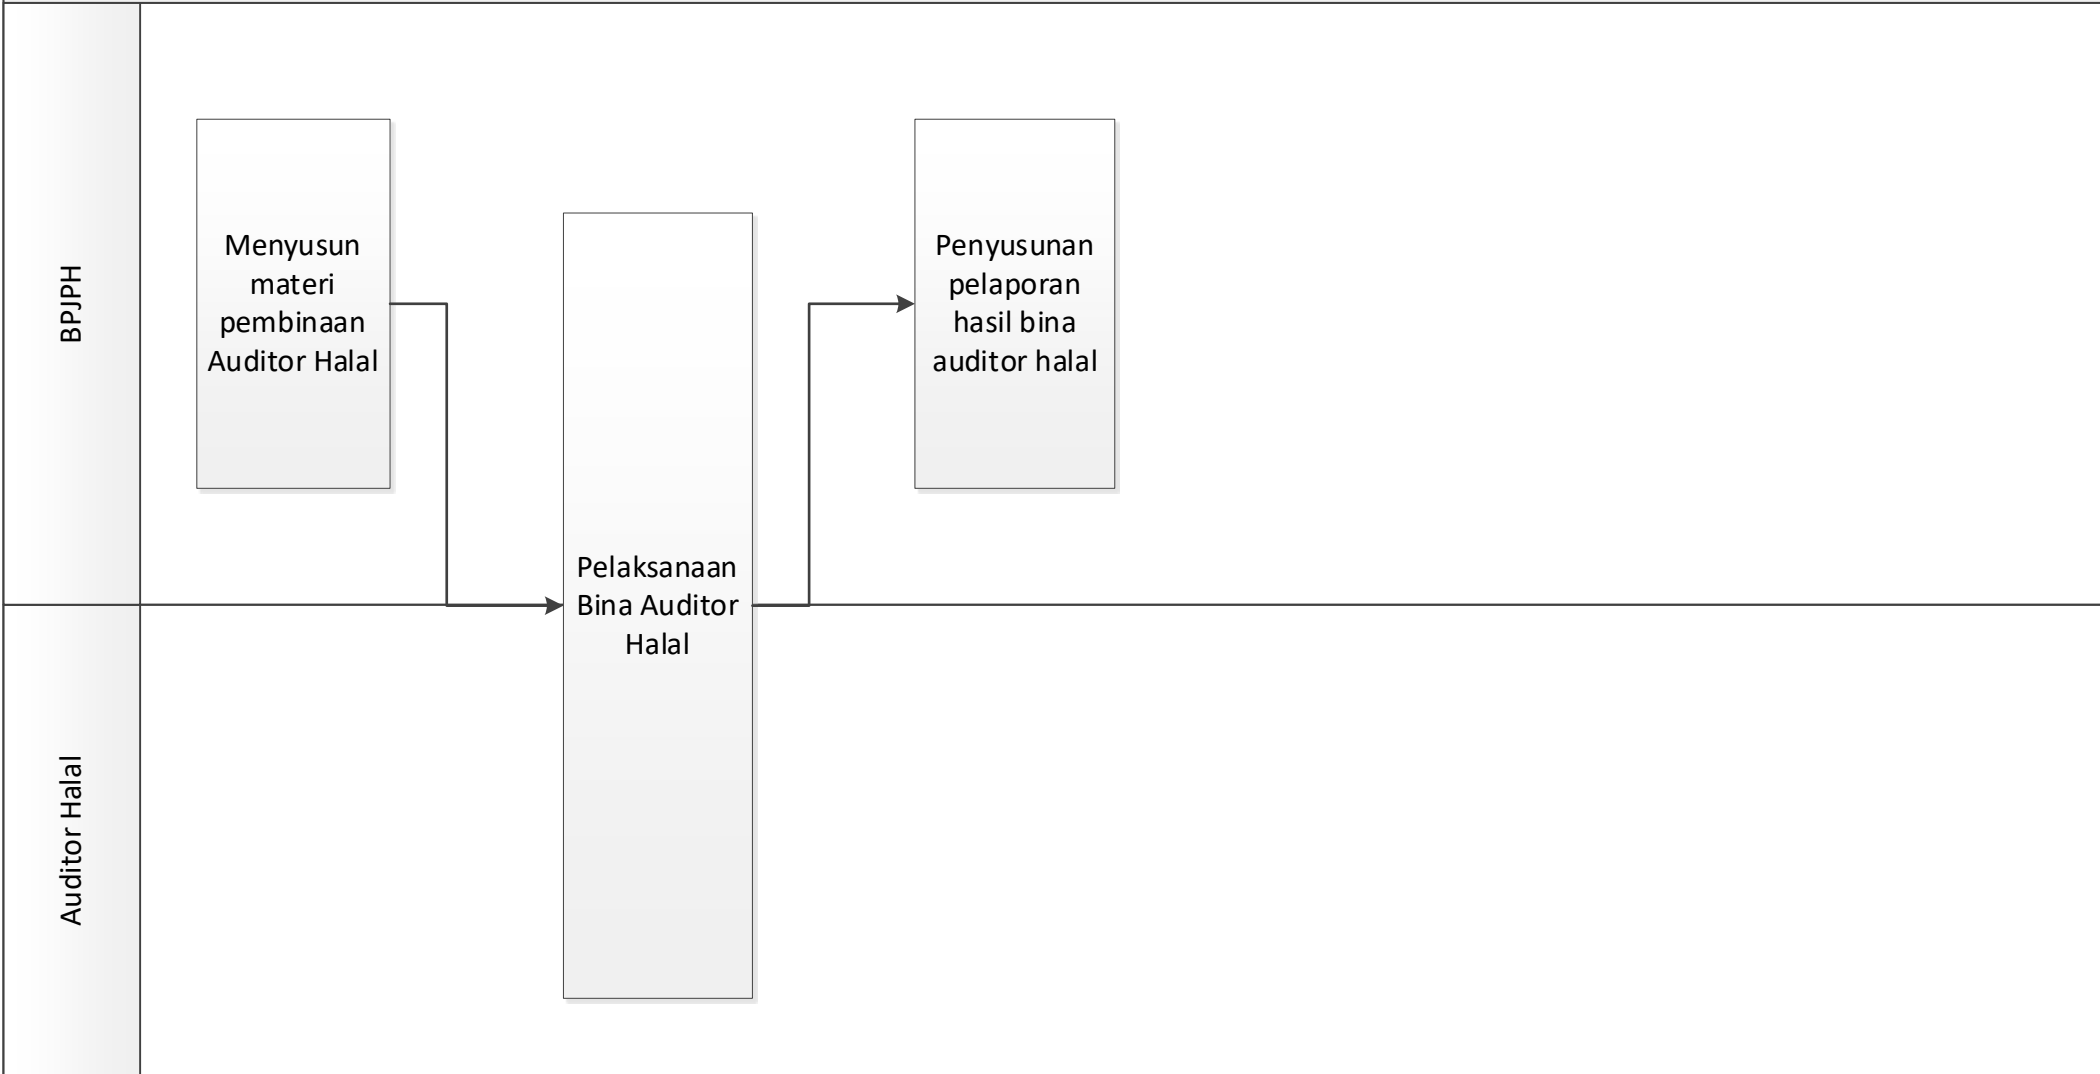 BPJPH
Menyusun
materi
pembinaan
Auditor Halal
Penyusunan
pelaporan
hasil bina
auditor halal
Pelaksanaan
Bina Auditor
Halal
Auditor Halal